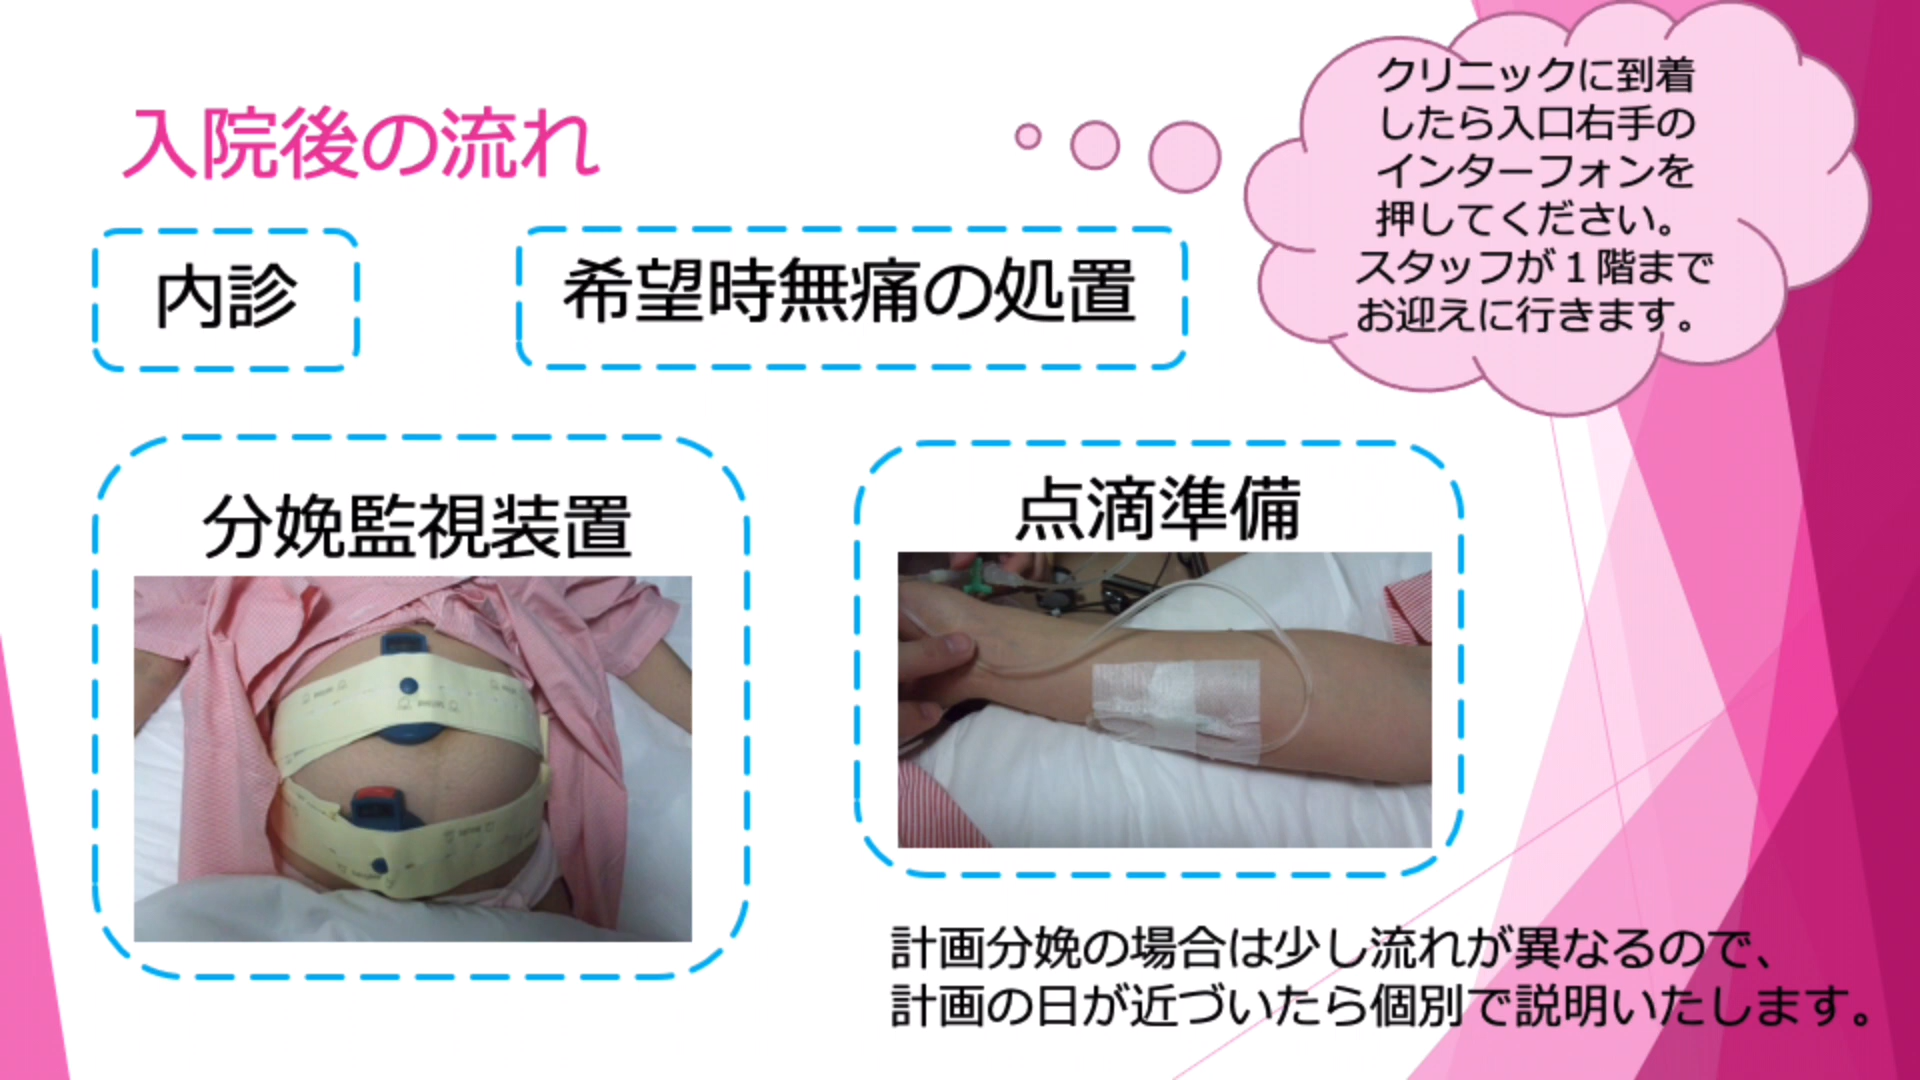 入院後の流れ
クリニックに到着
したら入口右手の
インターフォンを
押してください。
スタッフが１階まで
お迎えに行きます。
内診
希望時無痛の処置
分娩監視装置
点滴準備
計画分娩の場合は少し流れが異なるので、
計画の日が近づいたら個別で説明いたします。